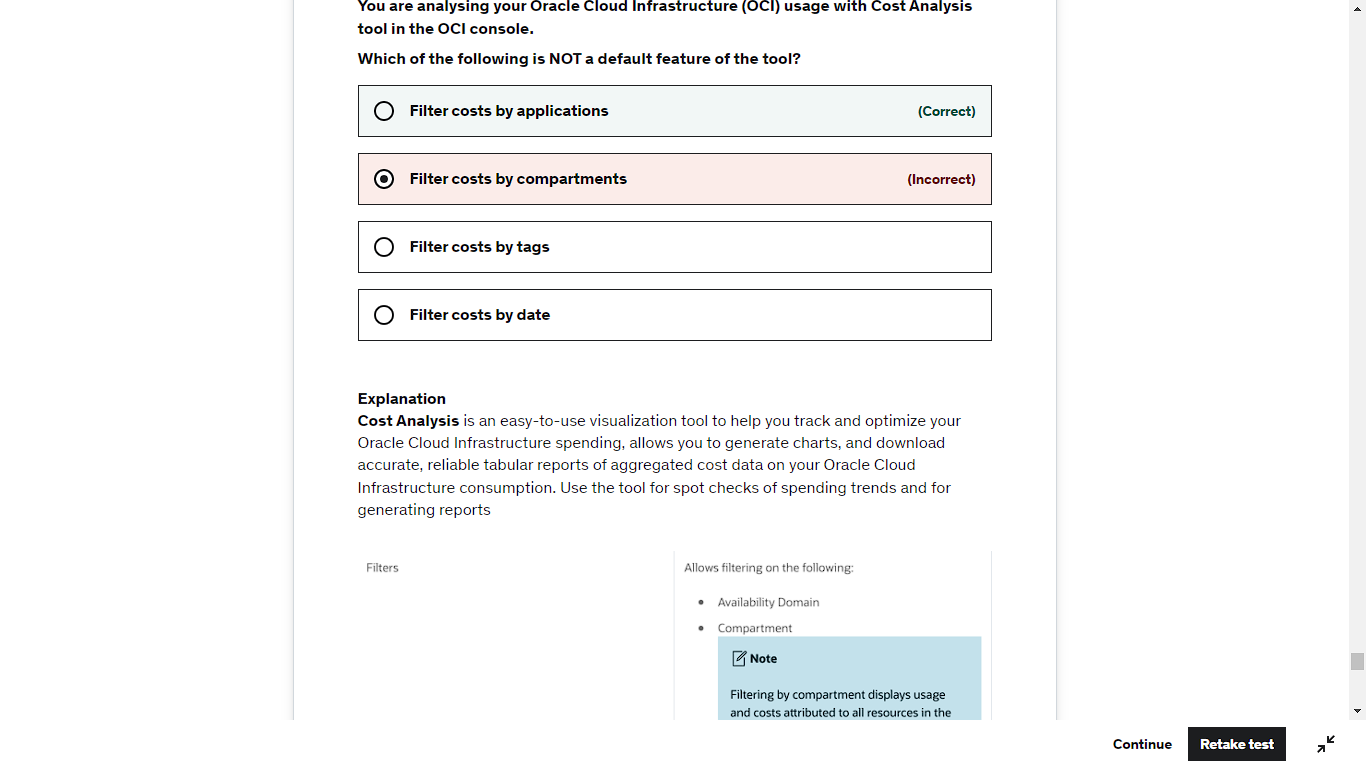 You are analysing your Oracle Cloud Infrastructure (OCI) usage with Cost Analysis
tool in the OCI console.
Which of the following is NOT a default feature of the tool?
Filter costs by applications (Correct)
Filter costs by compartments (Incorrect)
Filter costs by tags
Filter costs by date
Explanation
Cost Analysis is an easy-to-use visualization tool to help you track and optimize your
Oracle Cloud Infrastructure spending, allows you to generate charts, and download
accurate, reliable tabular reports of aggregated cost data on your Oracle Cloud
Infrastructure consumption. Use the tool for spot checks of spending trends and for
generating reports
Filters
Allows filtering on the following:
• Availability Domain
• Compartment
Note
Filtering by compartment displays usage
and costs attributed to all resources in the
Continue Retake test